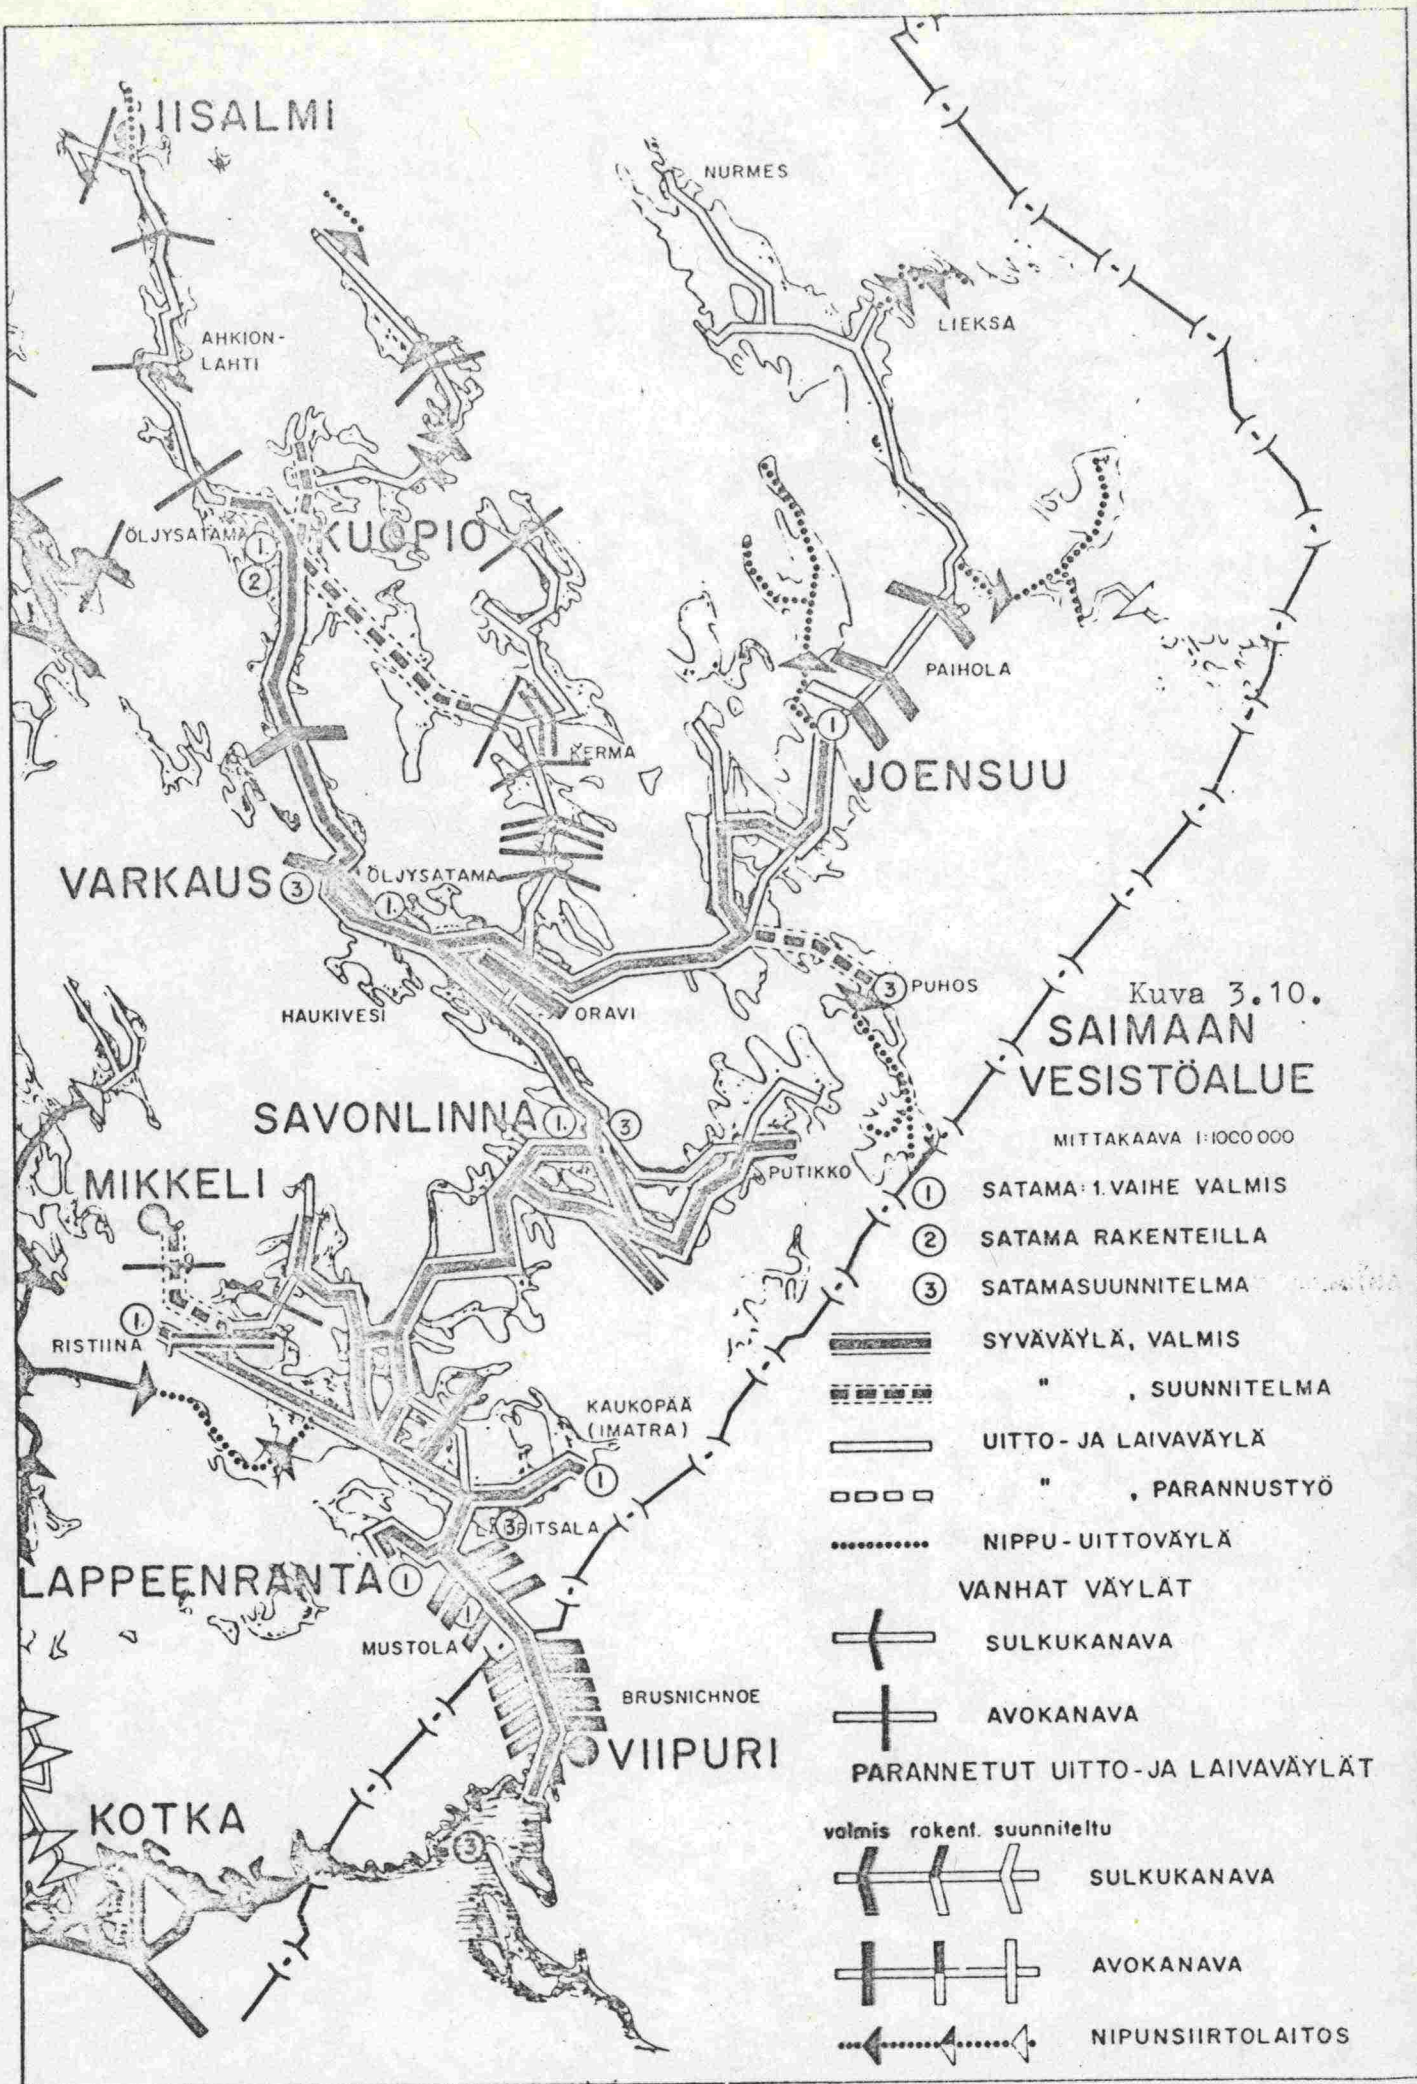 IISALMI
NURMES
LIEKSA
AHKION-
LAHTI
ÖLJYSATAMA
1.
KUOPIO
2
PAIHOLA
1
KERMA
JOENSUU
VARKAUS
3
ÖLJYSATAMA
1.
3
PUHOS
HAUKIVESI
ORAVI
Kuva 3.10.
SAIMAAN
VESISTÖALUE
MITTAKAAVA 1:1000 000
SAVONLINNA
1.
3
PUTIKKO
MIKKELI
1.
RISTIINA
KAUKOPÄÄ
(IMATRA)
1
3
LAPPEENRANTA
1
1
MUSTOLA
BRUSNICHNOE
VIIPURI
KOTKA
3
1 SATAMA: 1. VAIHE VALMIS
2 SATAMA RAKENTEILLA
3 SATAMASUUNNITELMA
SYVÄVÄYLÄ, VALMIS
" , SUUNNITELMA
UITTO- JA LAIVAVÄYLÄ
" , PARANNUSTYÖ
NIPPU-UITTOVÄYLÄ
VANHAT VÄYLÄT
SULKUKANAVA
AVOKANAVA
PARANNETUT UITTO-JA LAIVAVÄYLÄT
valmis rakent. suunniteltu
SULKUKANAVA
AVOKANAVA
NIPUNSIIRTOLAITOS